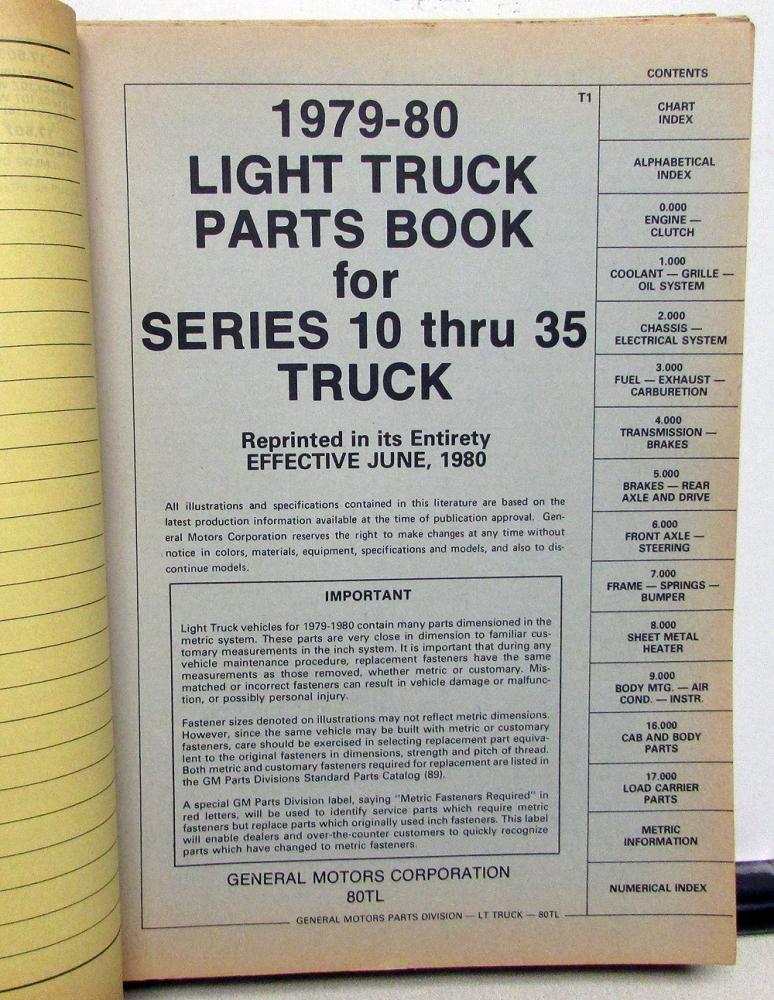 CONTENTS
T1
1979-80
LIGHT TRUCK
PARTS BOOK
for
SERIES 10 thru 35
TRUCK
Reprinted in its Entirety
EFFECTIVE JUNE, 1980
All illustrations and specifications contained in this literature are based on the
latest production information available at the time of publication approval. Gen-
eral Motors Corporation reserves the right to make changes at any time without
notice in colors, materials, equipment, specifications and models, and also to dis-
continue models.
IMPORTANT
Light Truck vehicles for 1979-1980 contain many parts dimensioned in the
metric system. These parts are very close in dimension to familiar cus-
tomary measurements in the inch system. It is important that during any
vehicle maintenance procedure, replacement fasteners have the same
measurements as those removed, whether metric or customary. Mis-
matched or incorrect fasteners can result in vehicle damage or malfunc-
tion, or possibly personal injury.
Fastener sizes denoted on illustrations may not reflect metric dimensions.
However, since the same vehicle may be built with metric or customary
fasteners, care should be exercised in selecting replacement part equiva-
lent to the original fasteners in dimensions, strength and pitch of thread.
Both metric and customary fasteners required for replacement are listed in
the GM Parts Divisions Standard Parts Catalog (89).
A special GM Parts Division label, saying "Metric Fasteners Required" in
red letters, will be used to identify service parts which require metric
fasteners but replace parts which originally used inch fasteners. This label
will enable dealers and over-the-counter customers to quickly recognize
parts which have changed to metric fasteners.
GENERAL MOTORS CORPORATION
80TL
GENERAL MOTORS PARTS DIVISION — LT TRUCK — 80TL
CHART
INDEX
ALPHABETICAL
INDEX
0.000
ENGINE —
CLUTCH
1.000
COOLANT — GRILLE —
OIL SYSTEM
2.000
CHASSIS —
ELECTRICAL SYSTEM
3.000
FUEL — EXHAUST —
CARBURETION
4.000
TRANSMISSION —
BRAKES
5.000
BRAKES — REAR
AXLE AND DRIVE
6.000
FRONT AXLE —
STEERING
7.000
FRAME — SPRINGS —
BUMPER
8.000
SHEET METAL
HEATER
9.000
BODY MTG. — AIR
COND. — INSTR.
16.000
CAB AND BODY
PARTS
17.000
LOAD CARRIER
PARTS
METRIC
INFORMATION
NUMERICAL INDEX